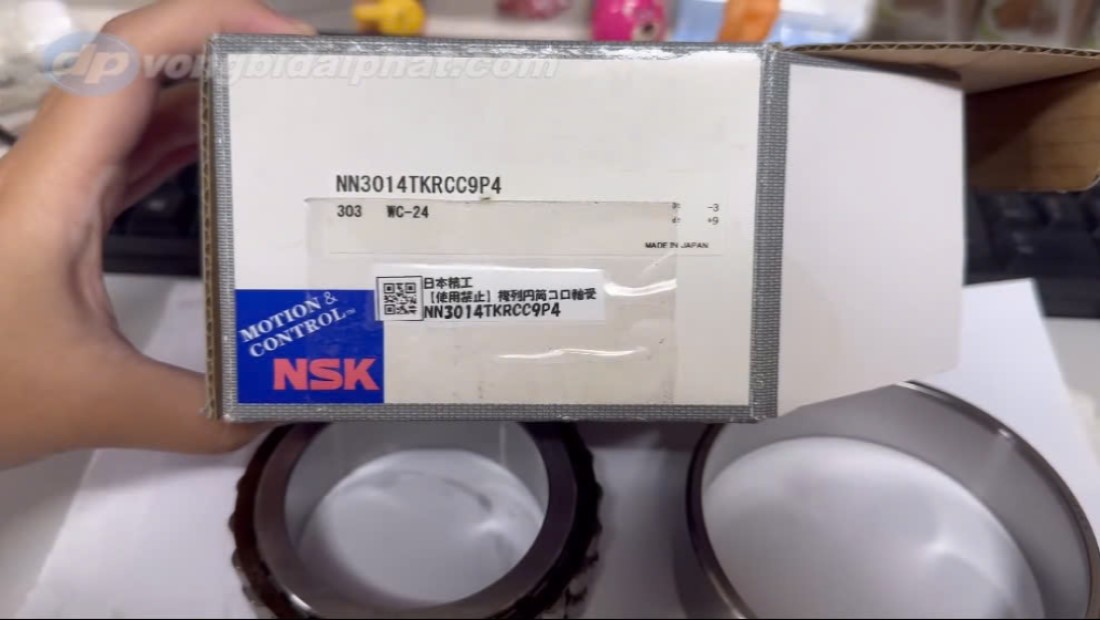 dp vongbidaiphat.com
NN3014TKRCC9P4
303 WC-24
-3
+9
MADE IN JAPAN
日本精工
【使用禁止】複列円筒コロ軸受
NN3014TKRCC9P4
MOTION &
CONTROL™
NSK